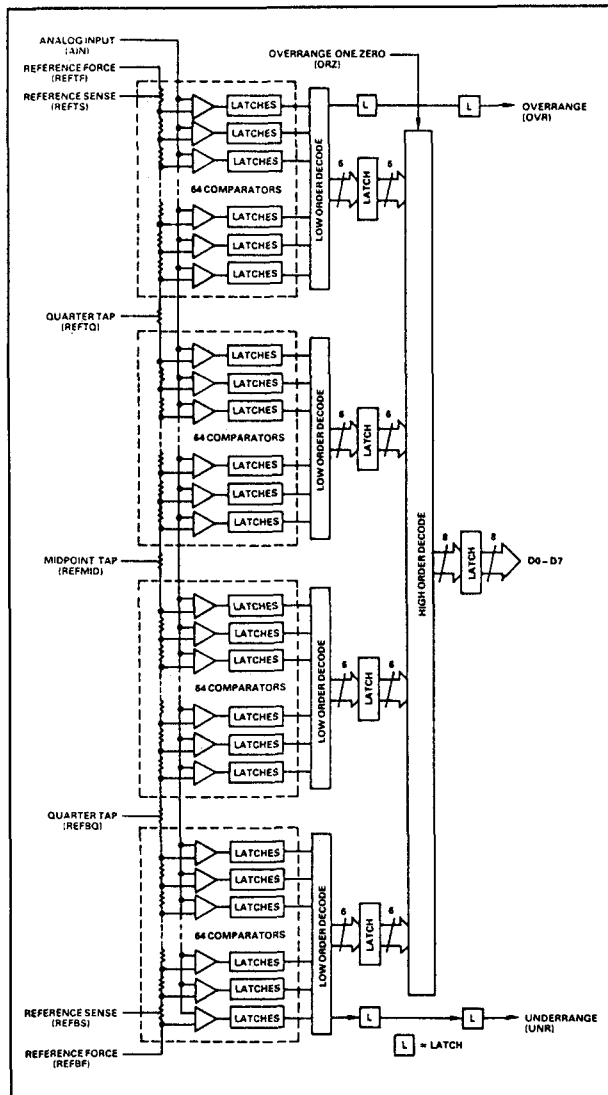 ANALOG INPUT
(AIN)
REFERENCE FORCE
(REFTF)
REFERENCE SENSE
(REFTS)
OVERRANGE ONE ZERO
(ORZ)
LATCHES
LATCHES
LATCHES
64 COMPARATORS
LATCHES
LATCHES
LATCHES
LOW ORDER DECODE
L
L
OVERRANGE
(OVR)
6
LATCH
6
QUARTER TAP
(REFTQ)
LATCHES
LATCHES
LATCHES
64 COMPARATORS
LATCHES
LATCHES
LATCHES
LOW ORDER DECODE
6
LATCH
6
HIGH ORDER DECODE
8
LATCH
8
D0 – D7
MIDPOINT TAP
(REFMID)
LATCHES
LATCHES
LATCHES
64 COMPARATORS
LATCHES
LATCHES
LATCHES
LOW ORDER DECODE
6
LATCH
6
QUARTER TAP
(REFBQ)
LATCHES
LATCHES
LATCHES
64 COMPARATORS
LATCHES
LATCHES
LATCHES
LOW ORDER DECODE
6
LATCH
6
REFERENCE SENSE
(REFBS)
REFERENCE FORCE
(REFBF)
L
L
UNDERRANGE
(UNR)
L = LATCH